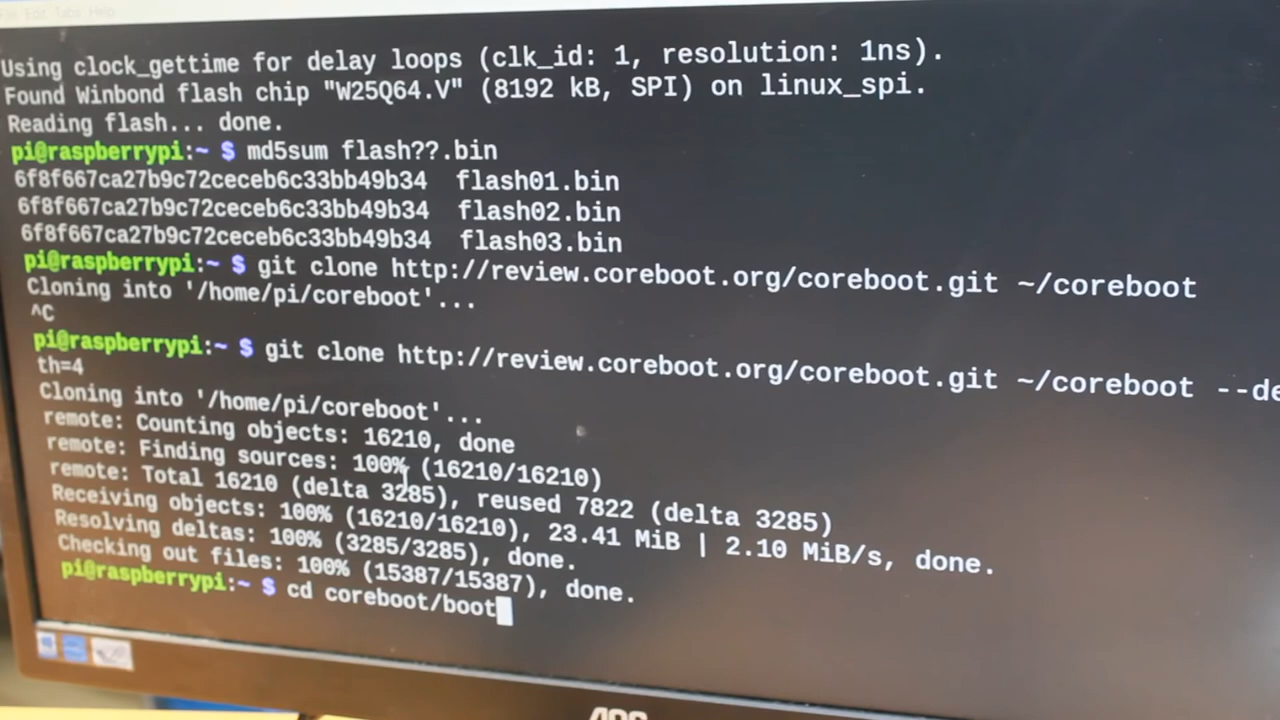 Using clock_gettime for delay loops (clk_id: 1, resolution: 1ns).
Found Winbond flash chip "W25Q64.V" (8192 kB, SPI) on linux_spi.
Reading flash... done.
pi@raspberrypi:~ $ md5sum flash??.bin
6f8f667ca27b9c72ceceb6c33bb49b34  flash01.bin
6f8f667ca27b9c72ceceb6c33bb49b34  flash02.bin
6f8f667ca27b9c72ceceb6c33bb49b34  flash03.bin
pi@raspberrypi:~ $ git clone http://review.coreboot.org/coreboot.git ~/coreboot
Cloning into '/home/pi/coreboot'...
^C
pi@raspberrypi:~ $ git clone http://review.coreboot.org/coreboot.git ~/coreboot --de
th=4
Cloning into '/home/pi/coreboot'...
remote: Counting objects: 16210, done
remote: Finding sources: 100% (16210/16210)
remote: Total 16210 (delta 3285), reused 7822 (delta 3285)
Receiving objects: 100% (16210/16210), 23.41 MiB | 2.10 MiB/s, done.
Resolving deltas: 100% (3285/3285), done.
Checking out files: 100% (15387/15387), done.
pi@raspberrypi:~ $ cd coreboot/boot
AOC